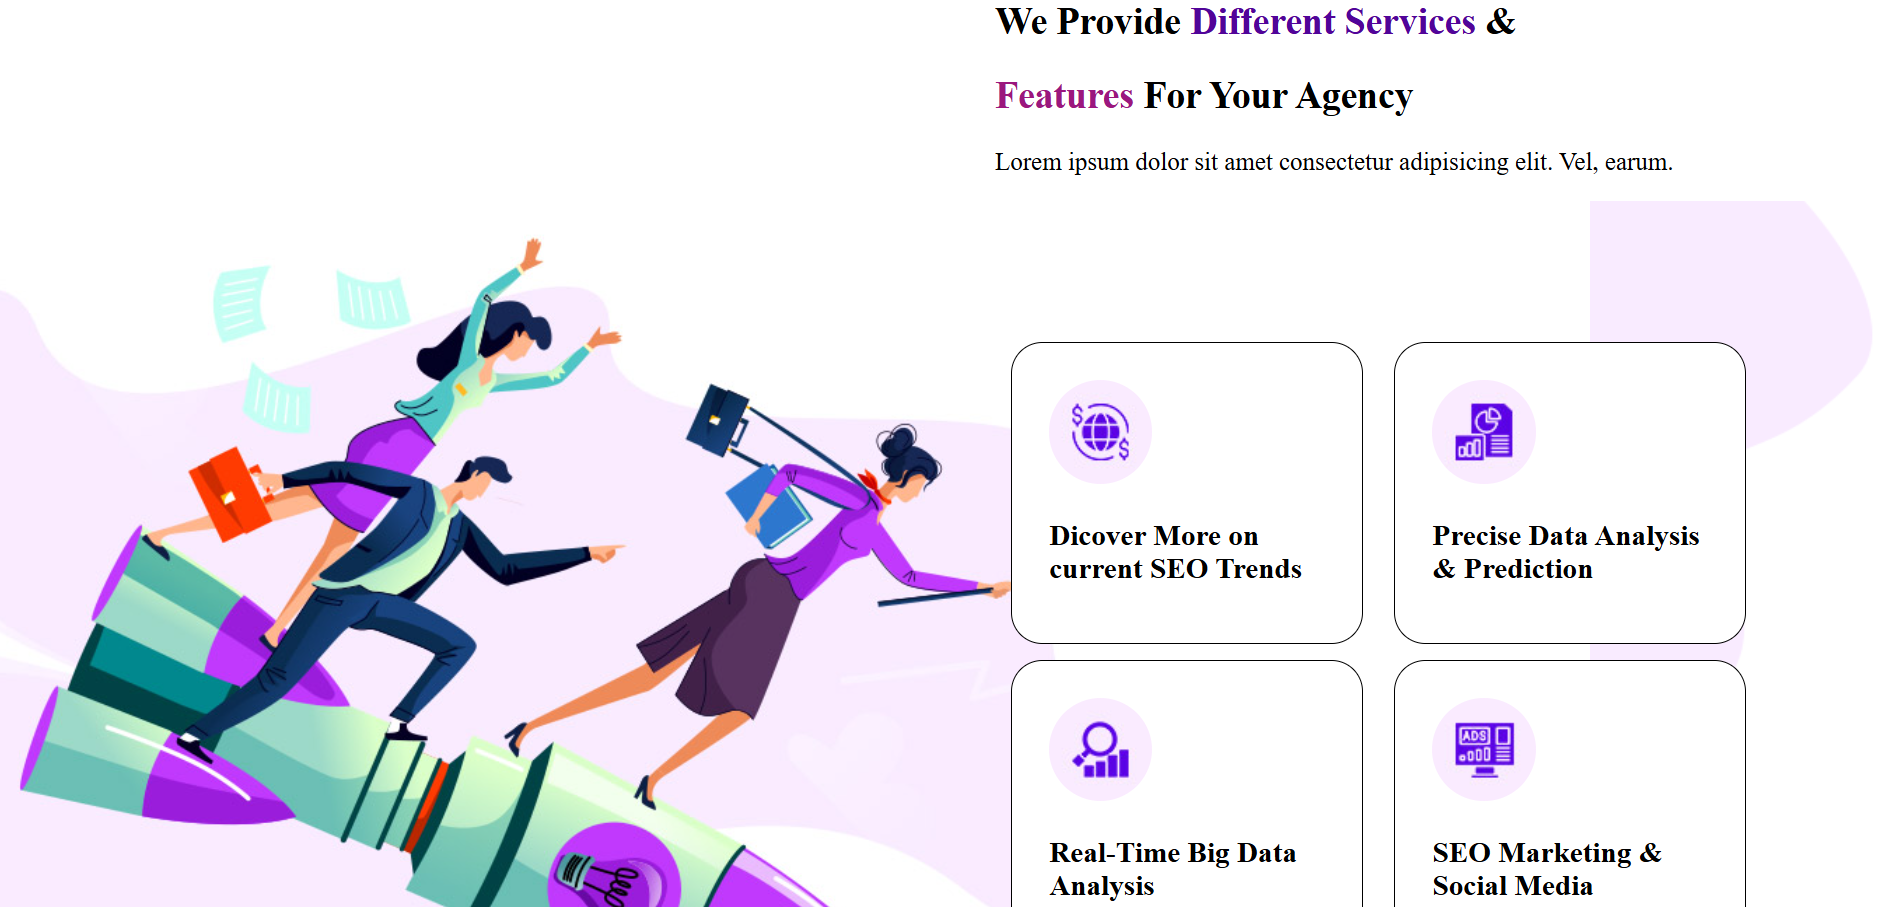 We Provide Different Services &
Features For Your Agency
Lorem ipsum dolor sit amet consectetur adipisicing elit. Vel, earum.
Dicover More on
current SEO Trends
Precise Data Analysis
& Prediction
ADS
Real-Time Big Data
Analysis
SEO Marketing &
Social Media